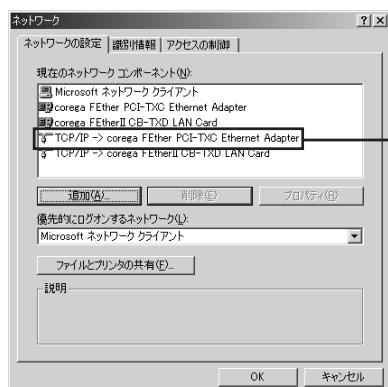 ネットワーク
ネットワークの設定 識別情報 アクセスの制御
現在のネットワーク コンポーネント(N):
Microsoft ネットワーク クライアント
corega FEther PCI-TXC Ethernet Adapter
corega FEtherII CB-TXD LAN Card
TCP/IP -> corega FEther PCI-TXC Ethernet Adapter
TCP/IP -> corega FEtherII CB-TXD LAN Card
追加(A)... 削除(E) プロパティ(R)
優先的にログオンするネットワーク(L):
Microsoft ネットワーク クライアント
ファイルとプリンタの共有(F)...
説明
OK キャンセル